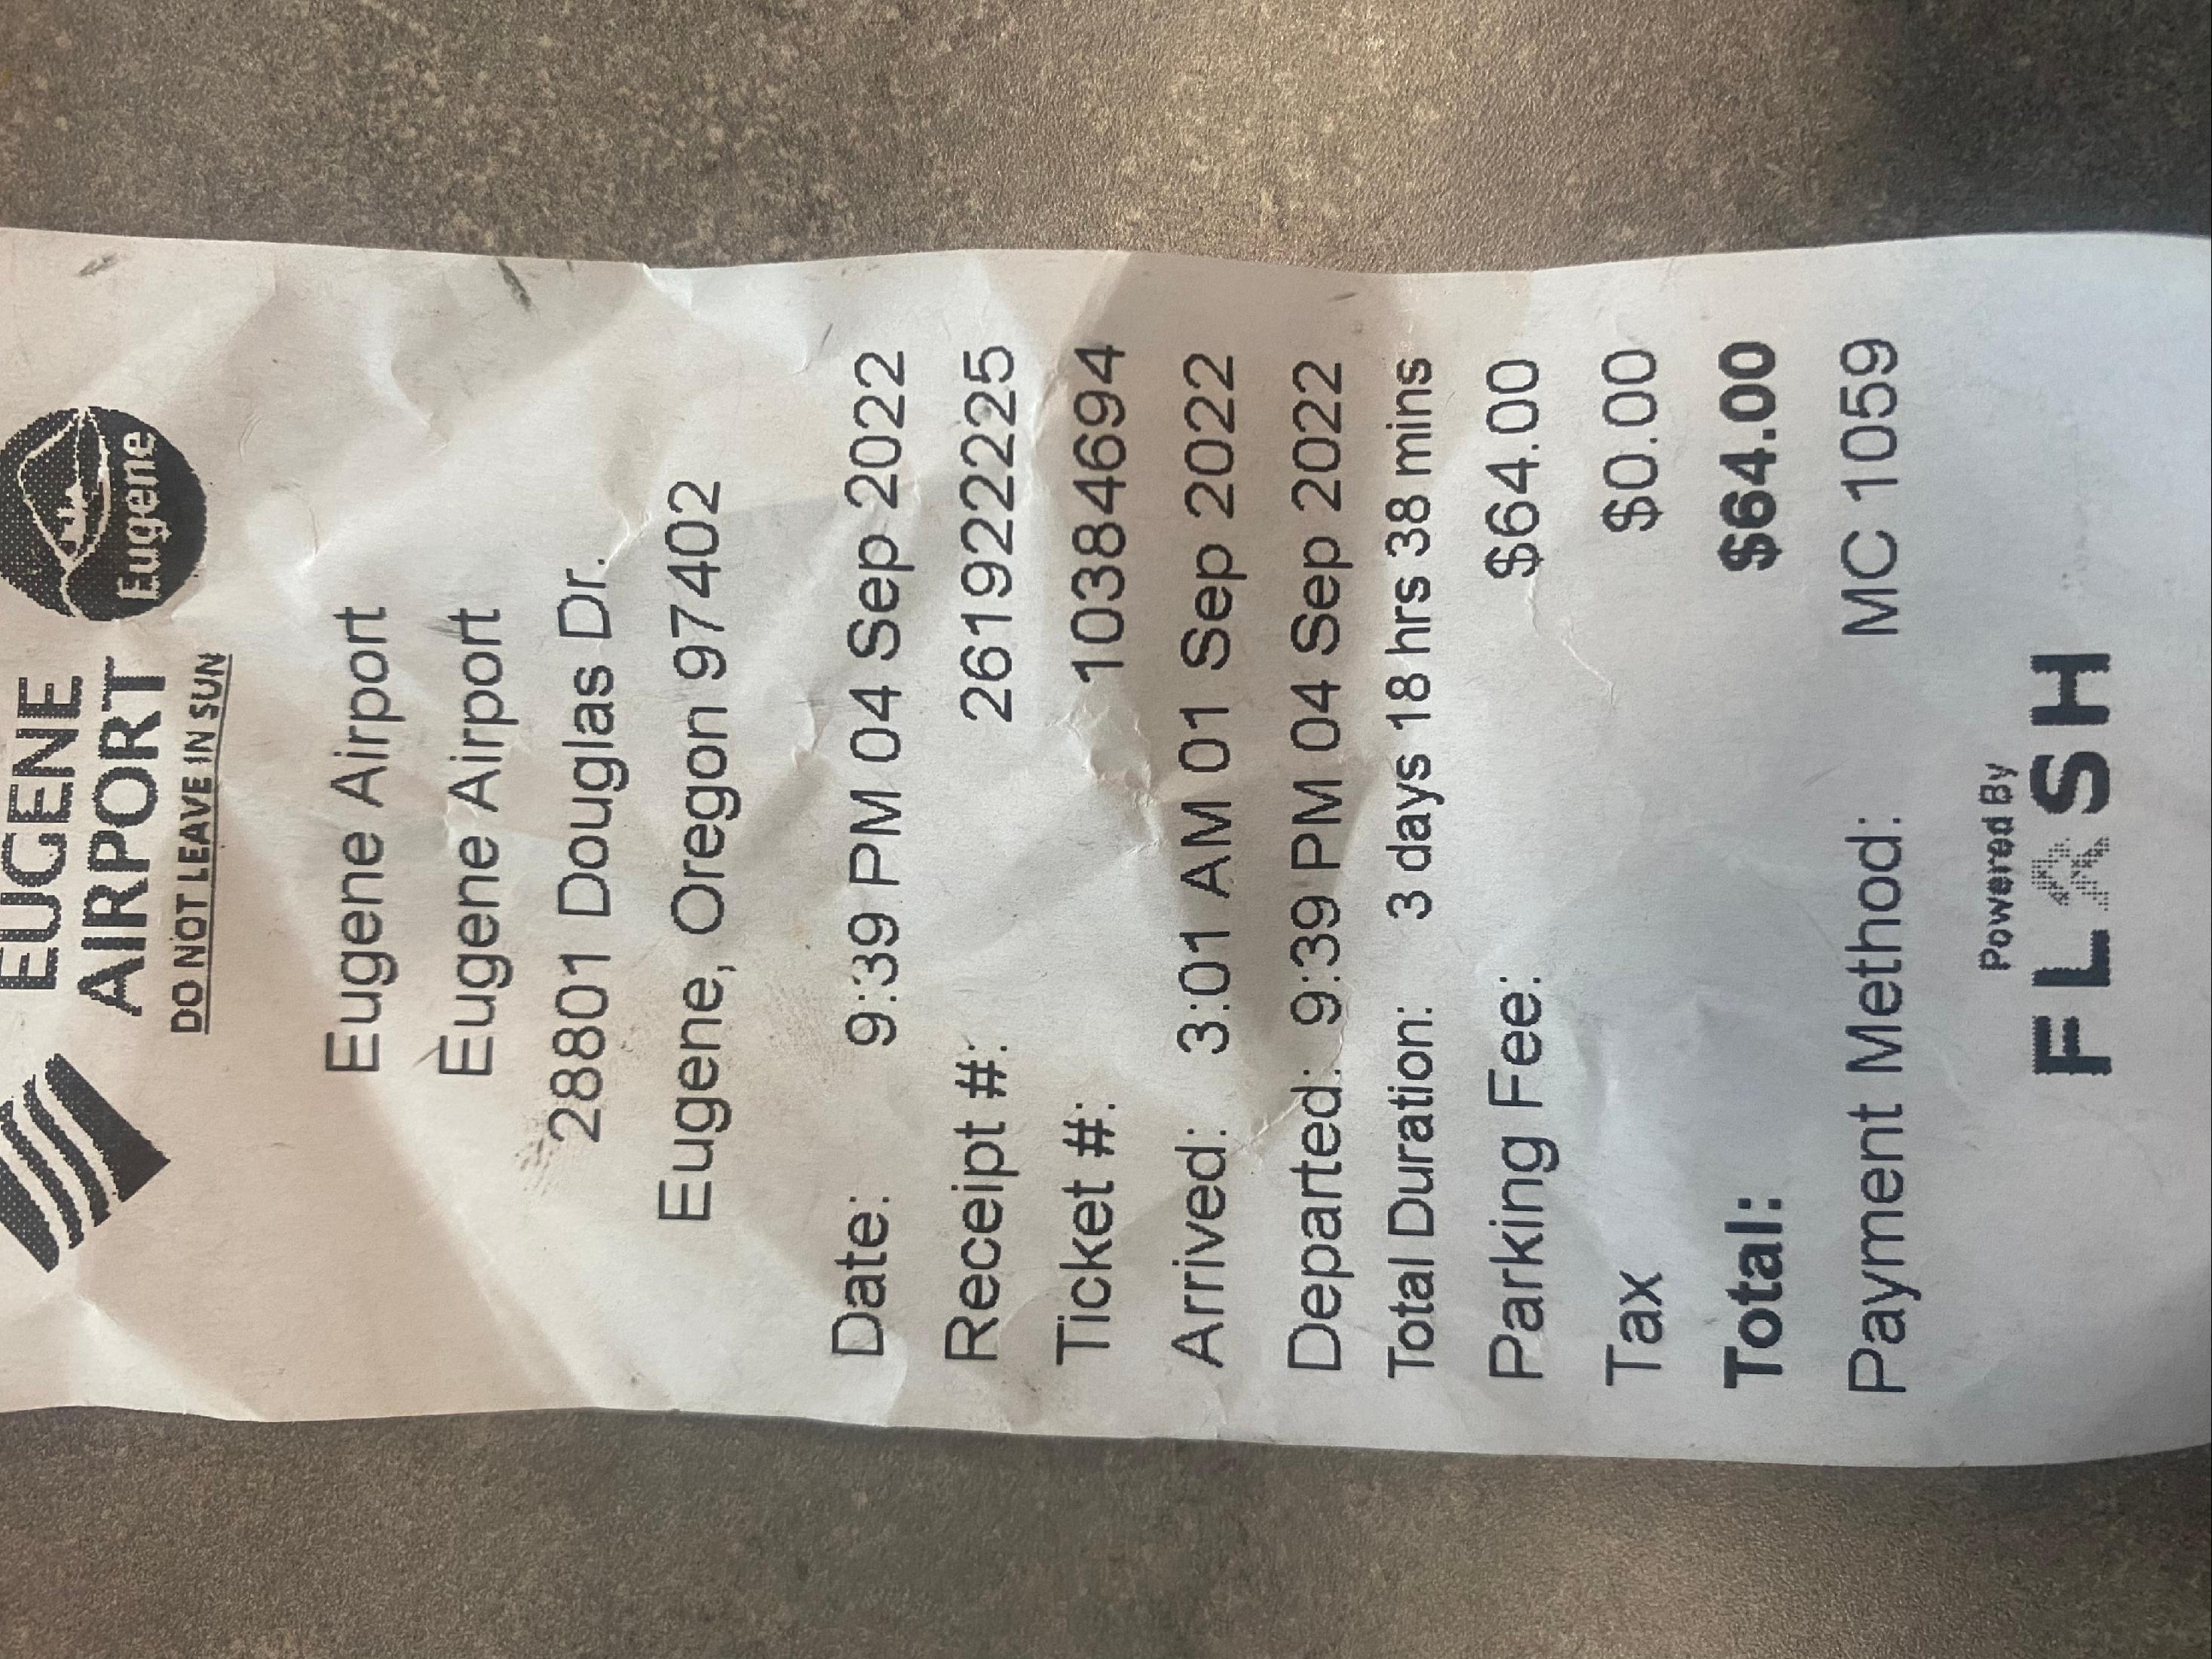 EUGENE
AIRPORT
DO NOT LEAVE IN SUN
Eugene
Eugene Airport
Eugene Airport
28801 Douglas Dr.
Eugene, Oregon 97402
Date: 9:39 PM 04 Sep 2022
Receipt #: 261922225
Ticket #: 10384694
Arrived: 3:01 AM 01 Sep 2022
Departed: 9:39 PM 04 Sep 2022
Total Duration: 3 days 18 hrs 38 mins
Parking Fee: $64.00
Tax $0.00
Total: $64.00
Payment Method: MC 1059
Powered By
FLASH